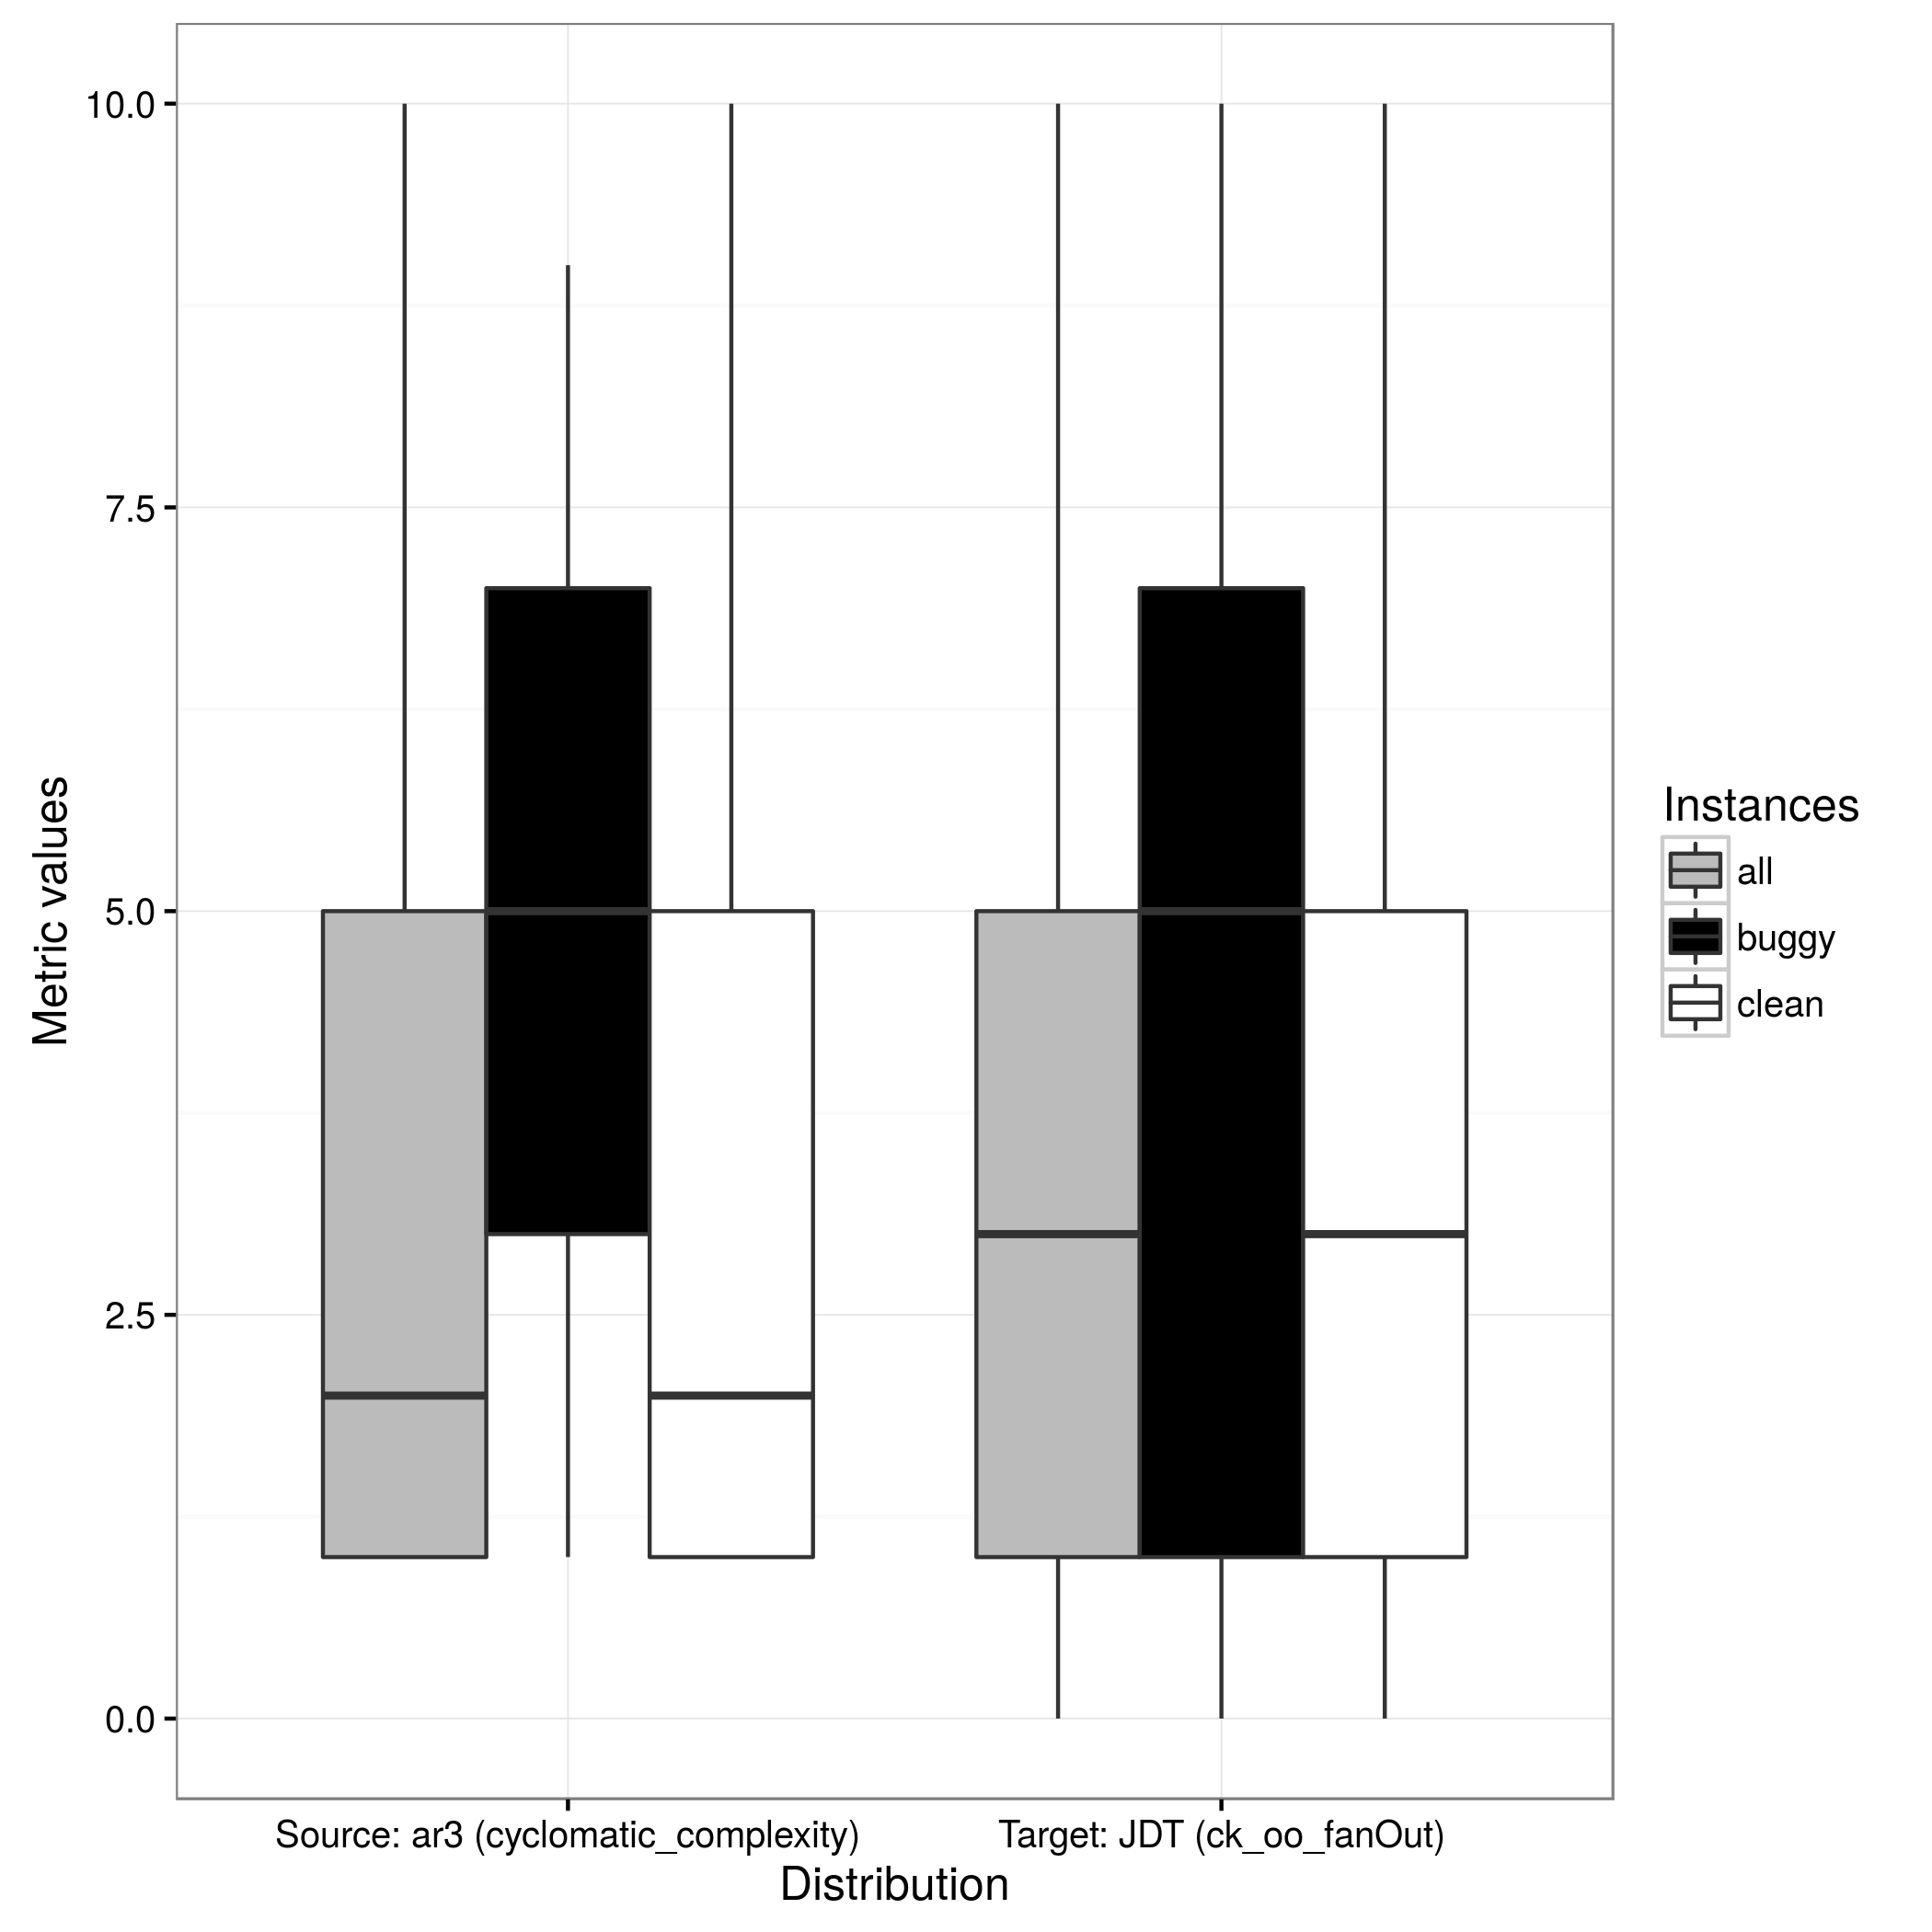 10.0
7.5
5.0
2.5
0.0
Metric values
Source: ar3 (cyclomatic_complexity)
Target: JDT (ck_oo_fanOut)
Distribution
Instances
all
buggy
clean